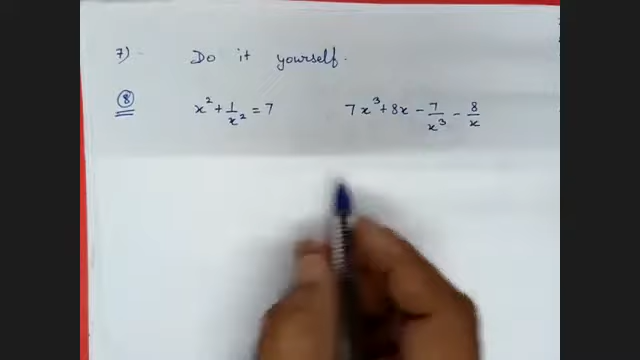 7) Do it yourself.
⑧ x² + 1/x² = 7 7x³ + 8x - 7/x³ - 8/x